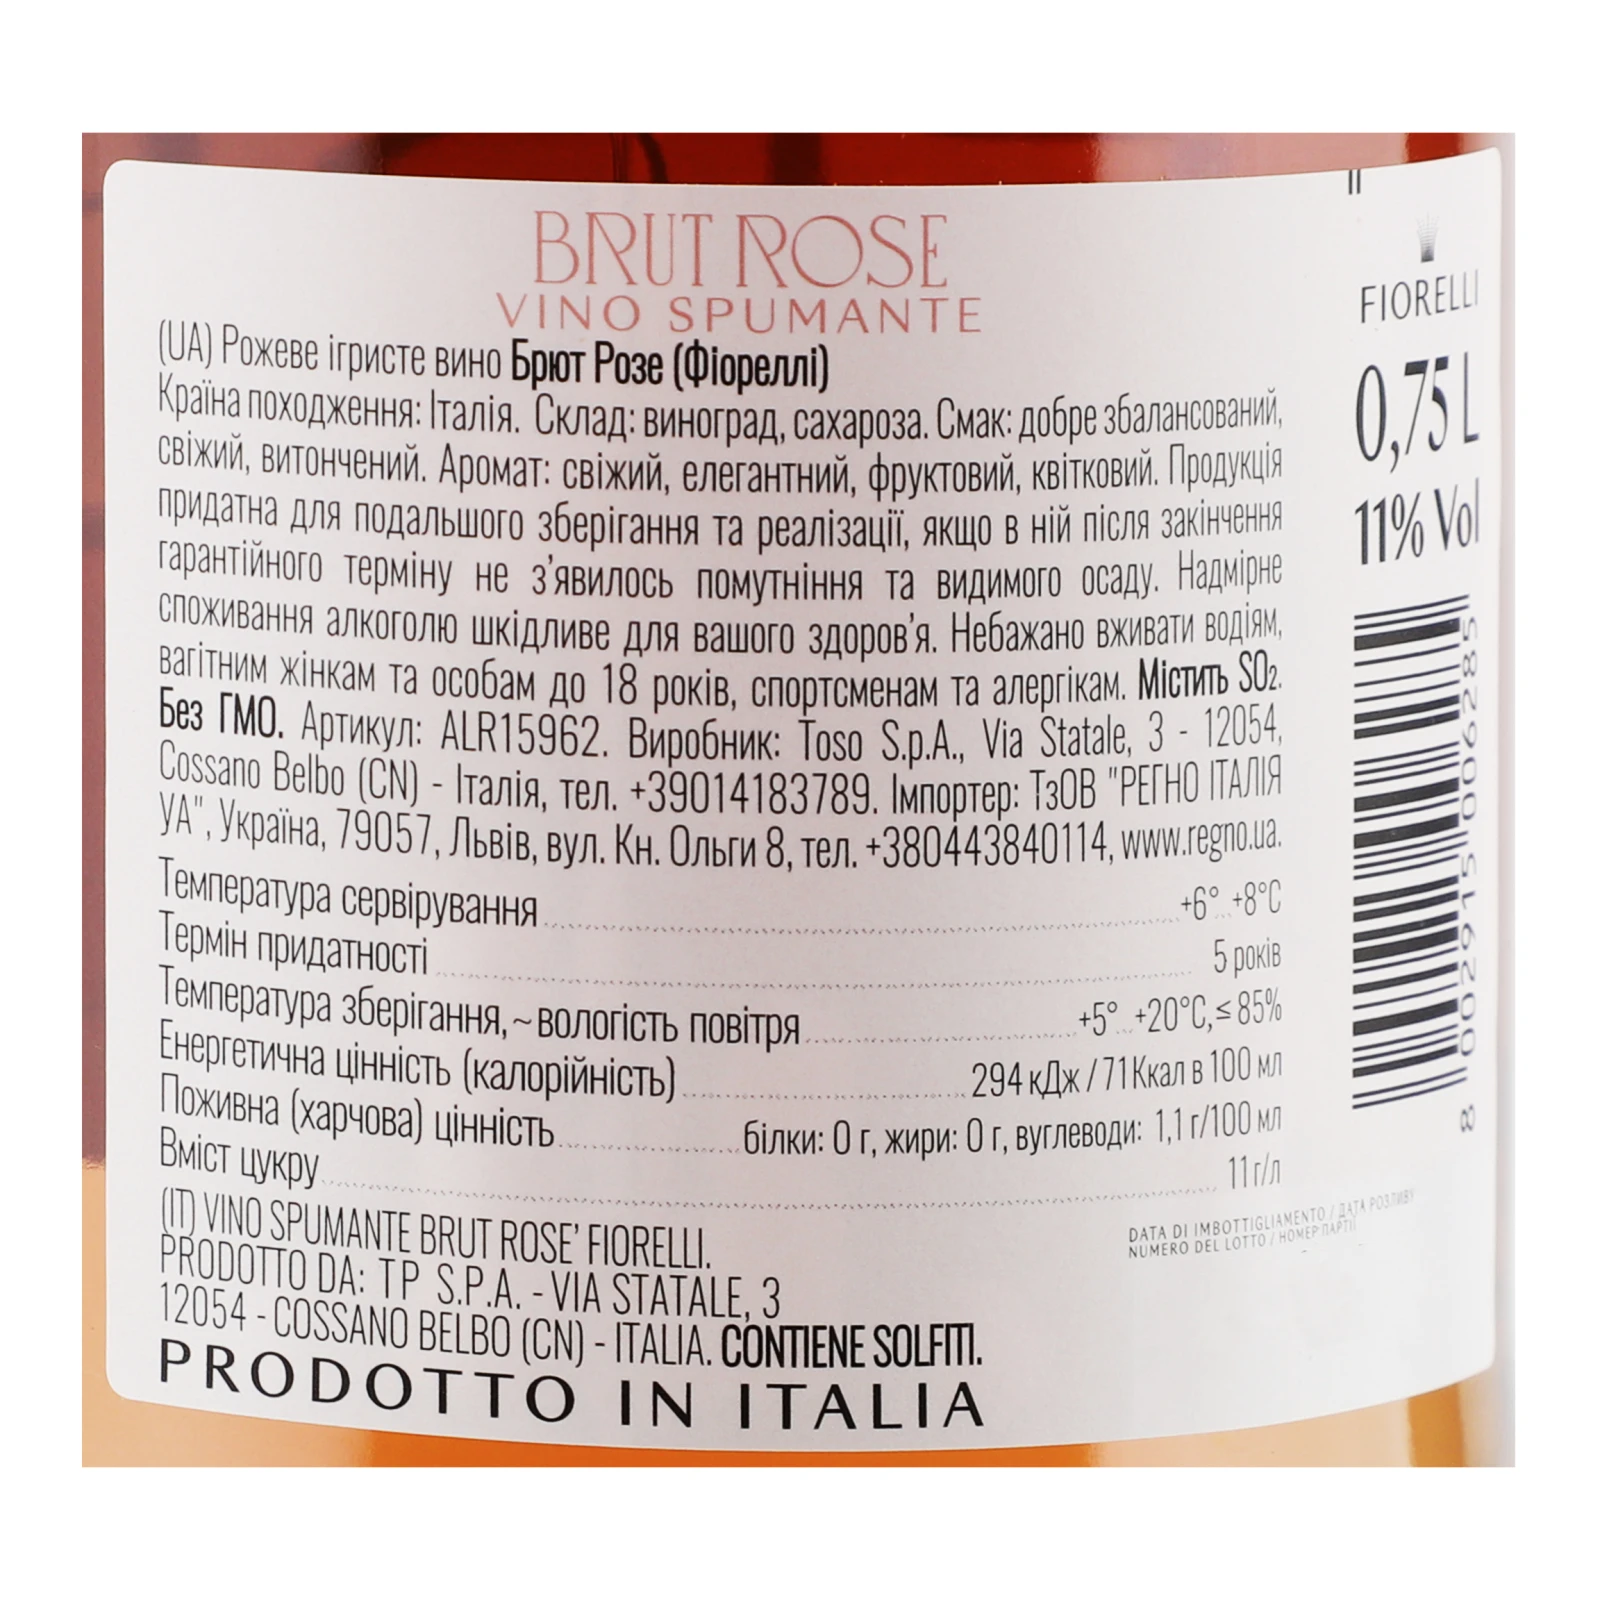 BRUT ROSE
VINO SPUMANTE
(UA) Рожеве ігристе вино Брют Розе (Фіореллі)
Країна походження: Італія. Склад: виноград, сахароза. Смак: добре збалансований,
свіжий, витончений. Аромат: свіжий, елегантний, фруктовий, квітковий. Продукція
придатна для подальшого зберігання та реалізації, якщо в ній після закінчення
гарантійного терміну не з'явилось помутніння та видимого осаду. Надмірне
споживання алкоголю шкідливе для вашого здоров'я. Небажано вживати водіям,
вагітним жінкам та особам до 18 років, спортсменам та алергікам. Містить SO₂.
Без ГМО. Артикул: ALR15962. Виробник: Toso S.p.A., Via Statale, 3 - 12054,
Cossano Belbo (CN) - Італія, тел. +39014183789. Імпортер: ТзОВ "РЕГНО ІТАЛІЯ
УА", Україна, 79057, Львів, вул. Кн. Ольги 8, тел. +380443840114, www.regno.ua.
Температура сервірування +6°...+8°C
Термін придатності 5 років
Температура зберігання,~вологість повітря +5°...+20°C,≤ 85%
Енергетична цінність (калорійність) 294 кДж / 71Ккал в 100 мл
Поживна (харчова) цінність білки: 0 г, жири: 0 г, вуглеводи: 1,1 г/100 мл
Вміст цукру 11 г/л
(IT) VINO SPUMANTE BRUT ROSE' FIORELLI.
PRODOTTO DA: TP S.P.A. - VIA STATALE, 3
12054 - COSSANO BELBO (CN) - ITALIA. CONTIENE SOLFITI.
PRODOTTO IN ITALIA
FIORELLI
0,75 L
11% Vol
8 002915 006285
DATA DI IMBOTTIGLIAMENTO / ДАТА РОЗЛИВУ
NUMERO DEL LOTTO / НОМЕР ПАРТІЇ